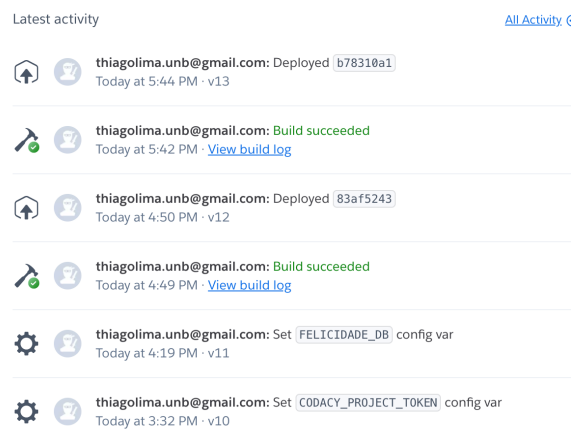 Latest activity
All Activity
thiagolima.unb@gmail.com: Deployed b78310a1
Today at 5:44 PM · v13
thiagolima.unb@gmail.com: Build succeeded
Today at 5:42 PM · View build log
thiagolima.unb@gmail.com: Deployed 83af5243
Today at 4:50 PM · v12
thiagolima.unb@gmail.com: Build succeeded
Today at 4:49 PM · View build log
thiagolima.unb@gmail.com: Set FELICIDADE_DB config var
Today at 4:19 PM · v11
thiagolima.unb@gmail.com: Set CODACY_PROJECT_TOKEN config var
Today at 3:32 PM · v10